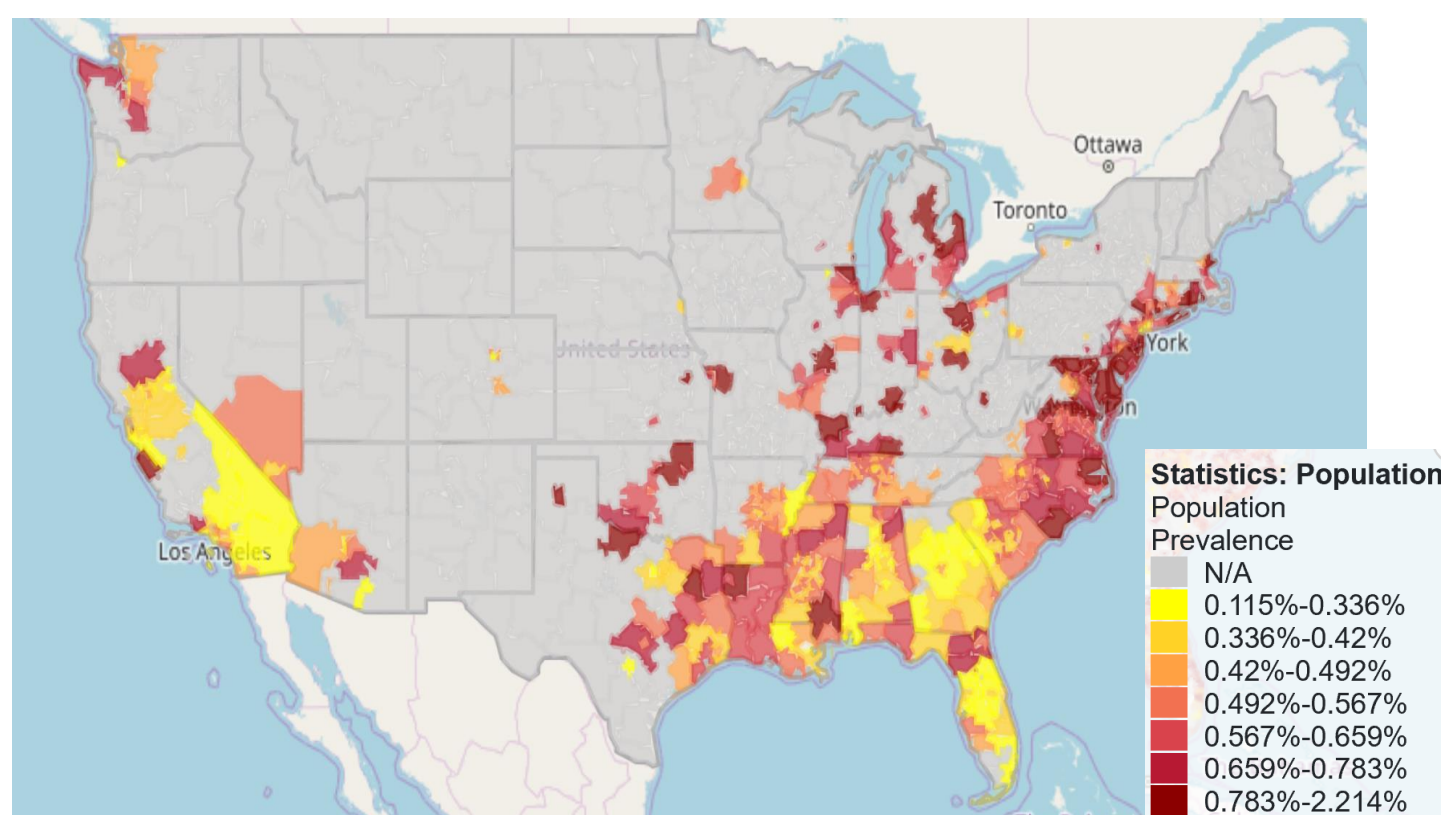 Ottawa
Toronto
United States
York
Los Angeles
Statistics: Population
Population
Prevalence
N/A
0.115%-0.336%
0.336%-0.42%
0.42%-0.492%
0.492%-0.567%
0.567%-0.659%
0.659%-0.783%
0.783%-2.214%